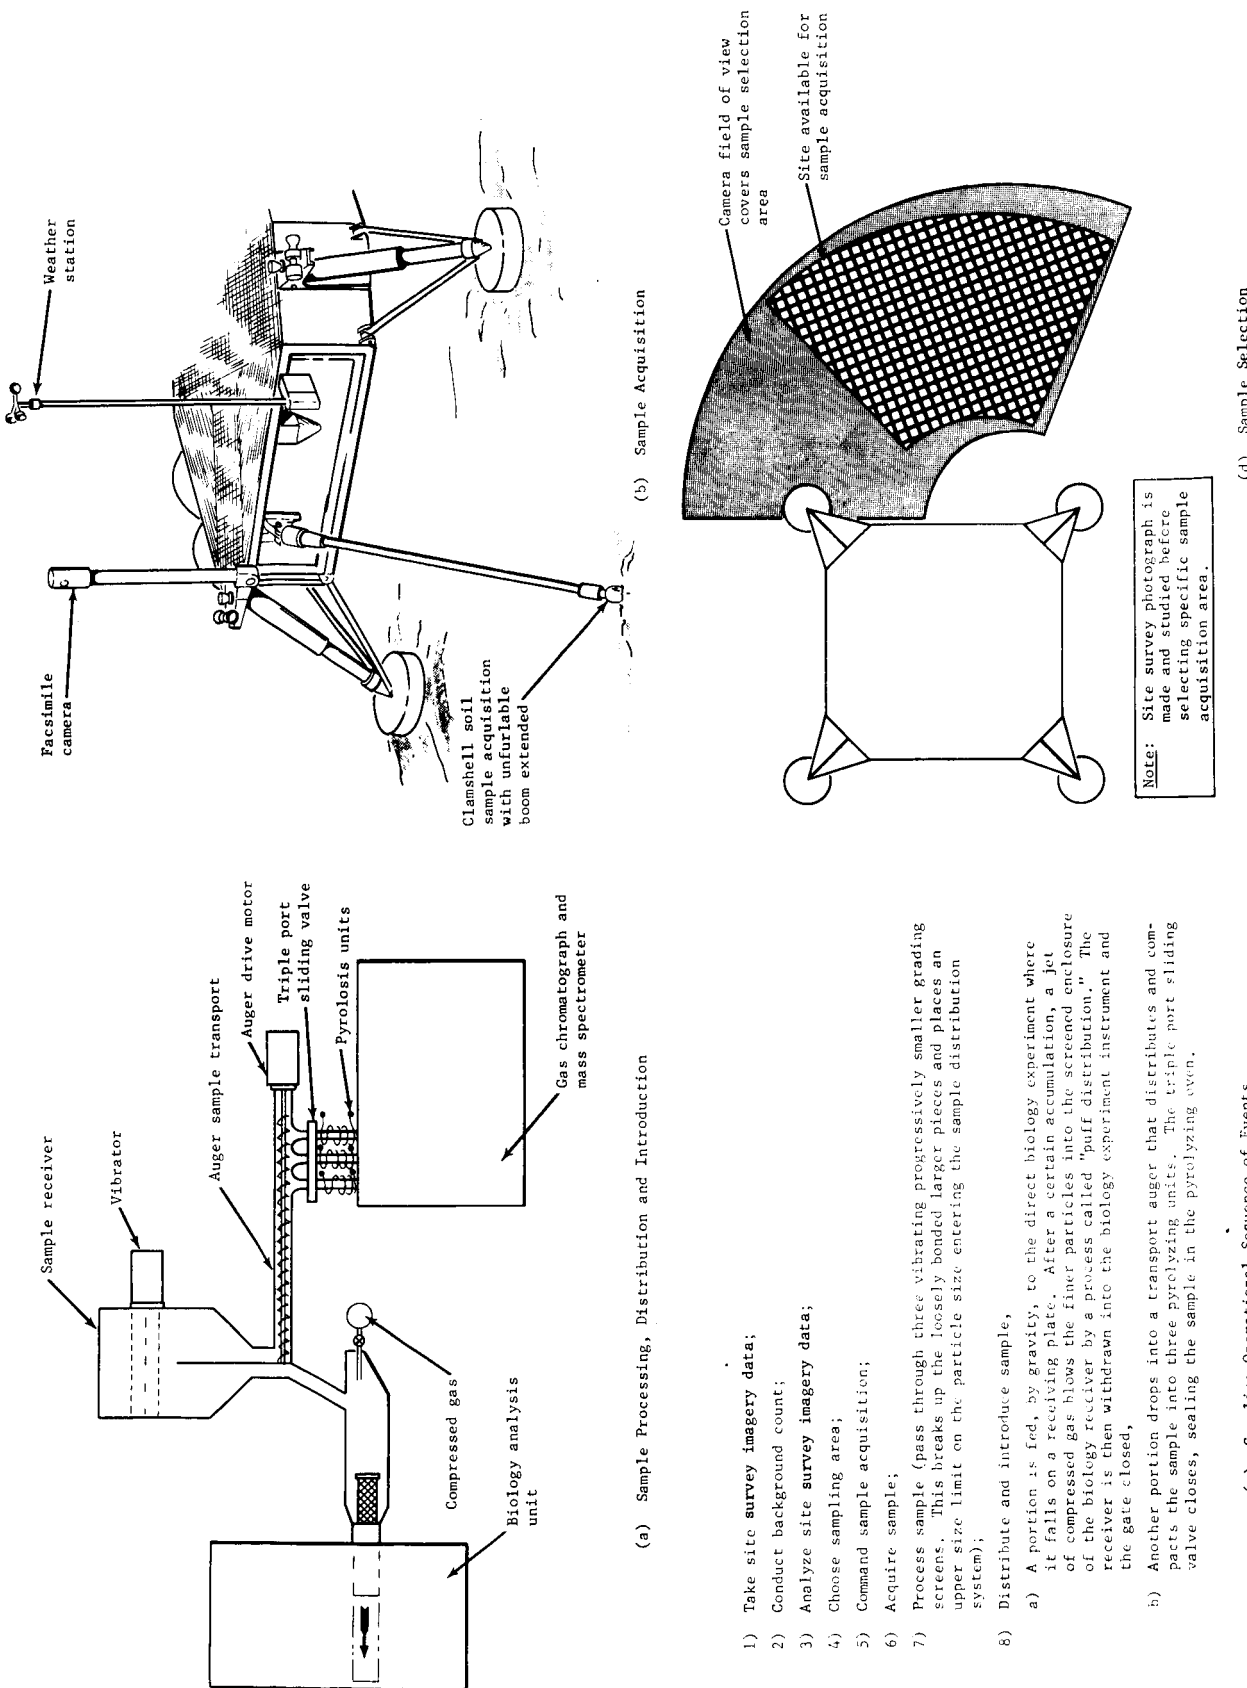 Sample receiver
Vibrator
Auger sample transport
Auger drive motor
Triple port
sliding valve
Pyrolosis units
Gas chromatograph and
mass spectrometer
Compressed gas
Biology analysis
unit
(a) Sample Processing, Distribution and Introduction
Facsimile
camera
Weather
station
Clamshell soil
sample acquisition
with unfurlable
boom extended
(b) Sample Acquisition
1) Take site survey imagery data;
2) Conduct background count;
3) Analyze site survey imagery data;
4) Choose sampling area;
5) Command sample acquisition;
6) Acquire sample;
7) Process sample (pass through three vibrating progressively smaller grading
screens. This breaks up the loosely bonded larger pieces and places an
upper size limit on the particle size entering the sample distribution
system);
8) Distribute and introduce sample,
a) A portion is fed, by gravity, to the direct biology experiment where
it falls on a receiving plate. After a certain accumulation, a jet
of compressed gas blows the finer particles into the screened enclosure
of the biology receiver by a process called "puff distribution." The
receiver is then withdrawn into the biology experiment instrument and
the gate closed,
b) Another portion drops into a transport auger that distributes and com-
pacts the sample into three pyrolyzing units. The triple port sliding
valve closes, sealing the sample in the pyrolyzing oven.
Sampling Operational Sequence of Events
Camera field of view
covers sample selection
area
Site available for
sample acquisition
Note: Site survey photograph is
made and studied before
selecting specific sample
acquisition area.
(d) Sample Selection